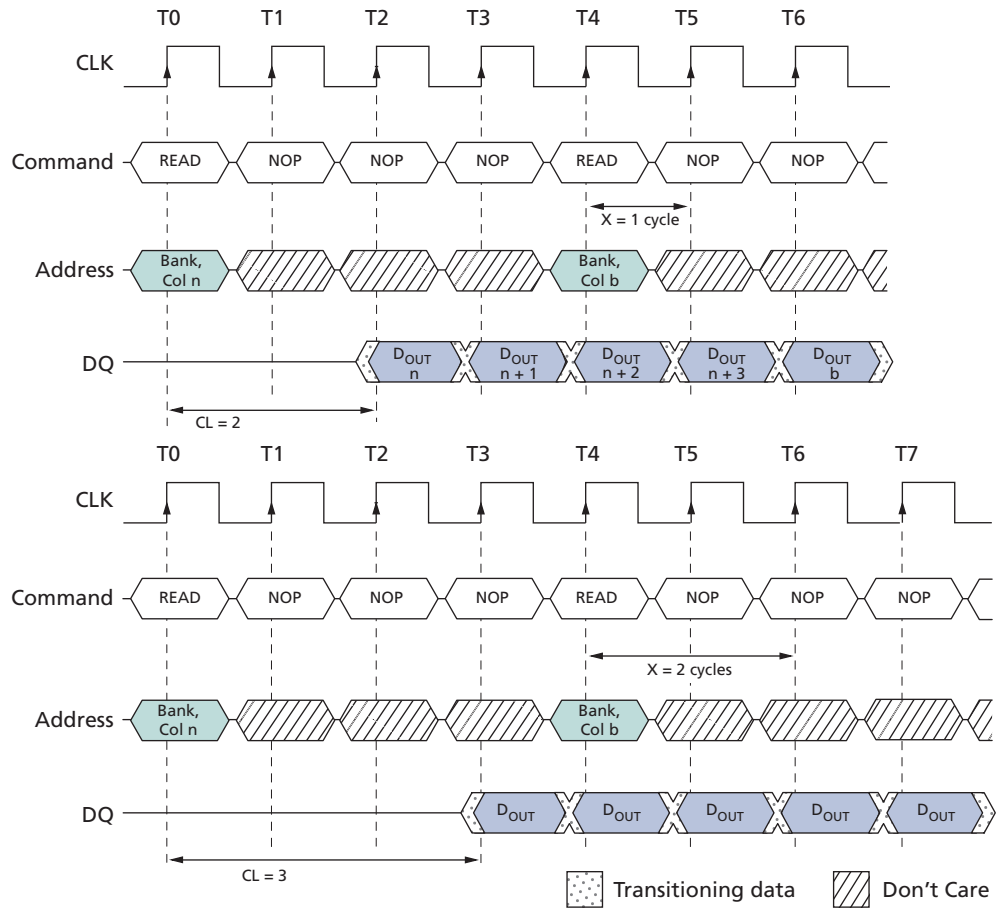 T0 T1 T2 T3 T4 T5 T6
CLK
Command READ NOP NOP NOP READ NOP NOP
X = 1 cycle
Address Bank, Col n Bank, Col b
DQ DOUT n DOUT n + 1 DOUT n + 2 DOUT n + 3 DOUT b
CL = 2
T0 T1 T2 T3 T4 T5 T6 T7
CLK
Command READ NOP NOP NOP READ NOP NOP NOP
X = 2 cycles
Address Bank, Col n Bank, Col b
DQ DOUT DOUT DOUT DOUT DOUT
CL = 3
Transitioning data Don't Care